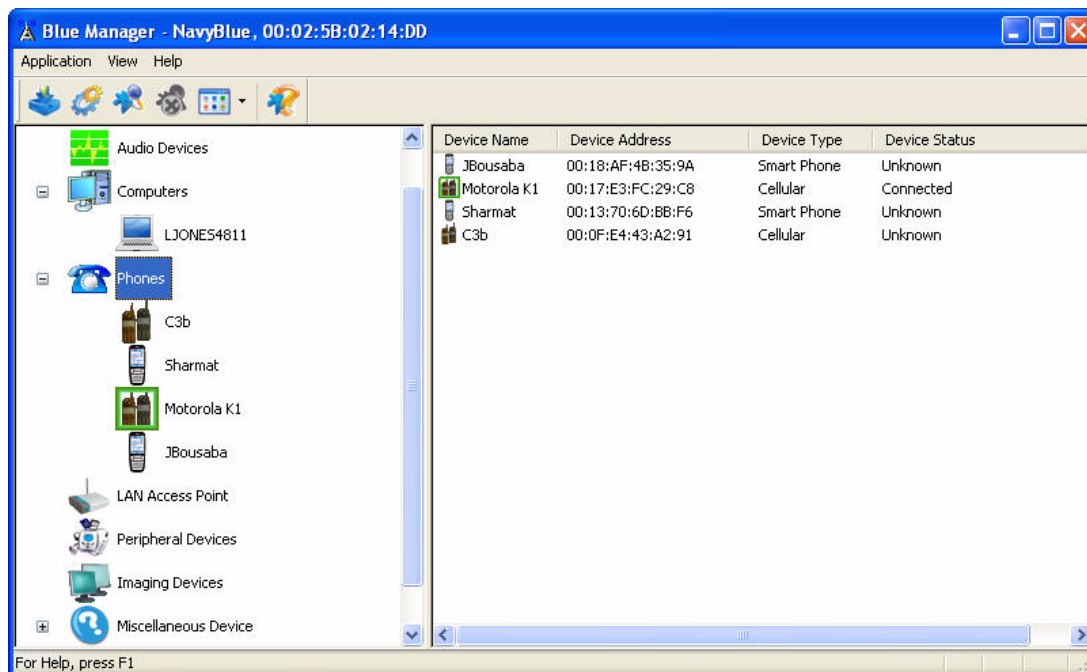 Blue Manager - NavyBlue, 00:02:5B:02:14:DD
Application View Help
Audio Devices
Computers
LJONES4811
Phones
C3b
Sharmat
Motorola K1
JBousaba
LAN Access Point
Peripheral Devices
Imaging Devices
Miscellaneous Device
Device Name Device Address Device Type Device Status
JBousaba 00:18:AF:4B:35:9A Smart Phone Unknown
Motorola K1 00:17:E3:FC:29:C8 Cellular Connected
Sharmat 00:13:70:6D:BB:F6 Smart Phone Unknown
C3b 00:0F:E4:43:A2:91 Cellular Unknown
For Help, press F1